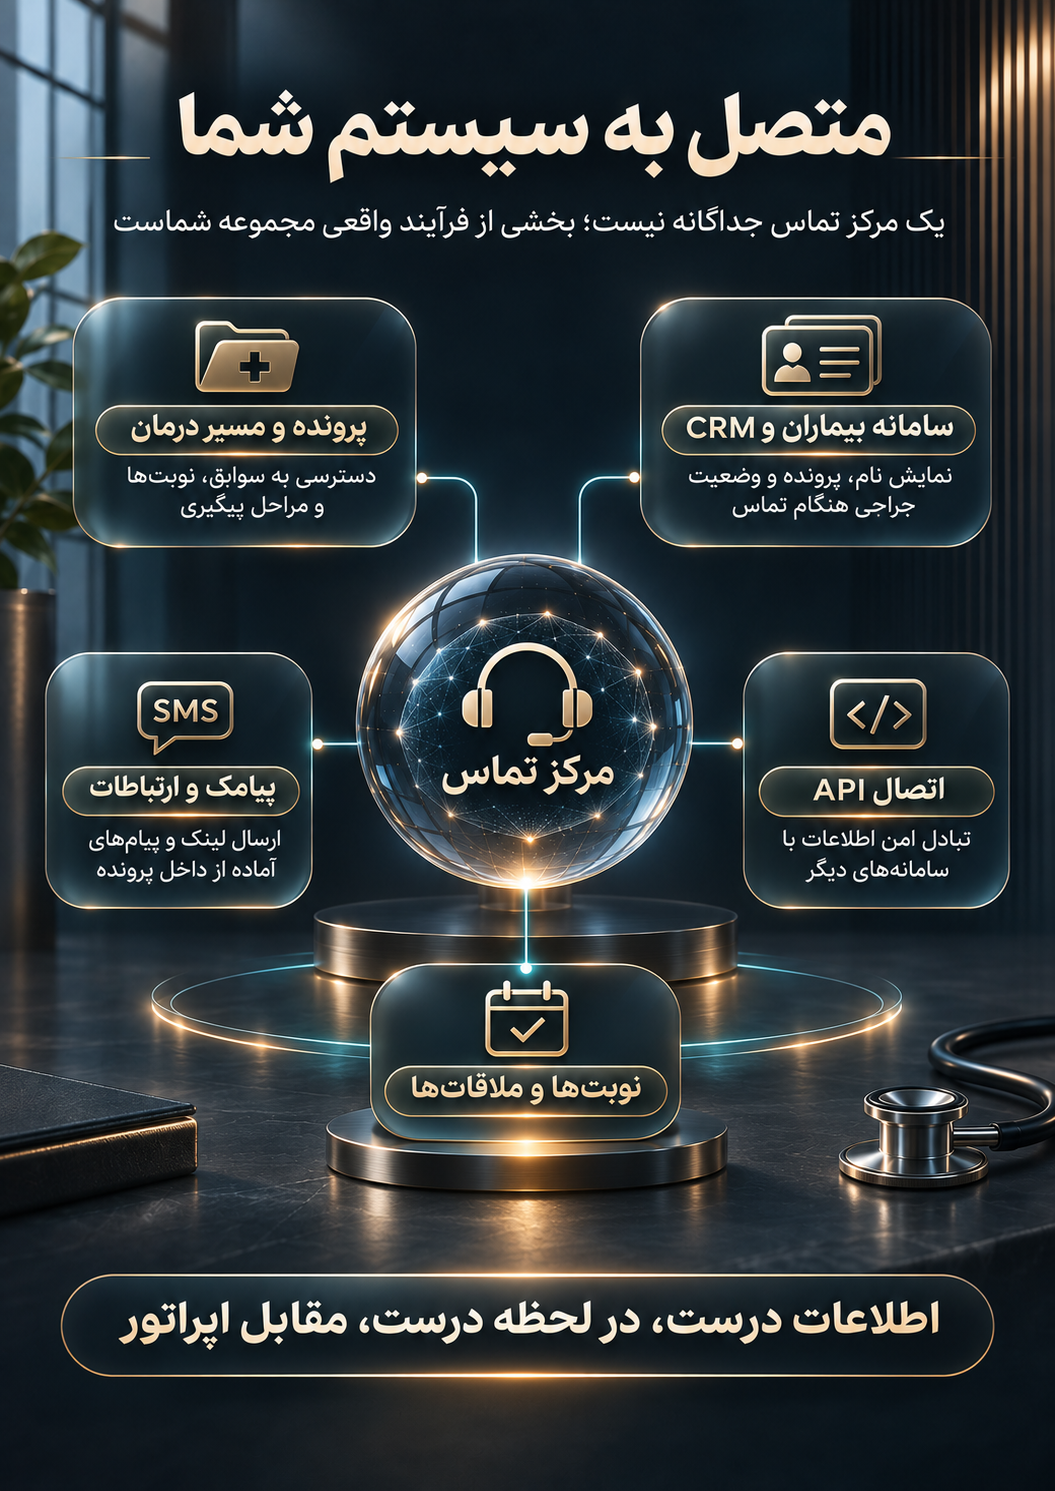 متصل به سیستم شما
یک مرکز تماس جداگانه نیست؛ بخشی از فرآیند واقعی مجموعه شماست
سامانه بیماران و CRM
نمایش نام، پرونده و وضعیت
جراحی هنگام تماس
پرونده و مسیر درمان
دسترسی به سوابق، نوبت‌ها
و مراحل پیگیری
مرکز تماس
اتصال API
تبادل امن اطلاعات با
سامانه‌های دیگر
SMS
پیامک و ارتباطات
ارسال لینک و پیام‌های
آماده از داخل پرونده
نوبت‌ها و ملاقات‌ها
اطلاعات درست، در لحظه درست، مقابل اپراتور